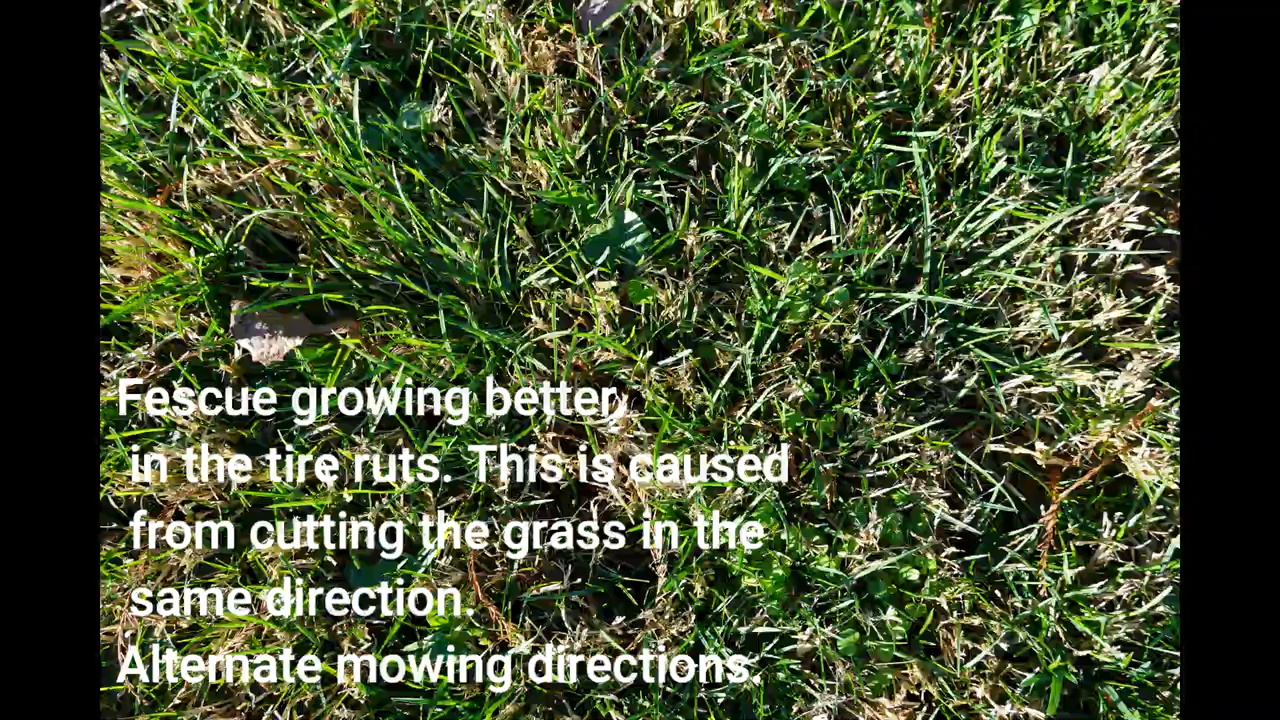 Fescue growing better,
in the tire ruts. This is caused
from cutting the grass in the
same direction.
Alternate mowing directions.